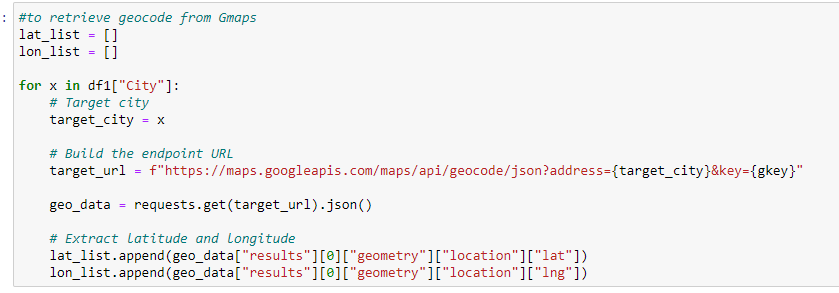 : #to retrieve geocode from Gmaps
lat_list = []
lon_list = []
for x in df1["City"]:
    # Target city
    target_city = x
    # Build the endpoint URL
    target_url = f"https://maps.googleapis.com/maps/api/geocode/json?address={target_city}&key={gkey}"
    geo_data = requests.get(target_url).json()
    # Extract latitude and longitude
    lat_list.append(geo_data["results"][0]["geometry"]["location"]["lat"])
    lon_list.append(geo_data["results"][0]["geometry"]["location"]["lng"])